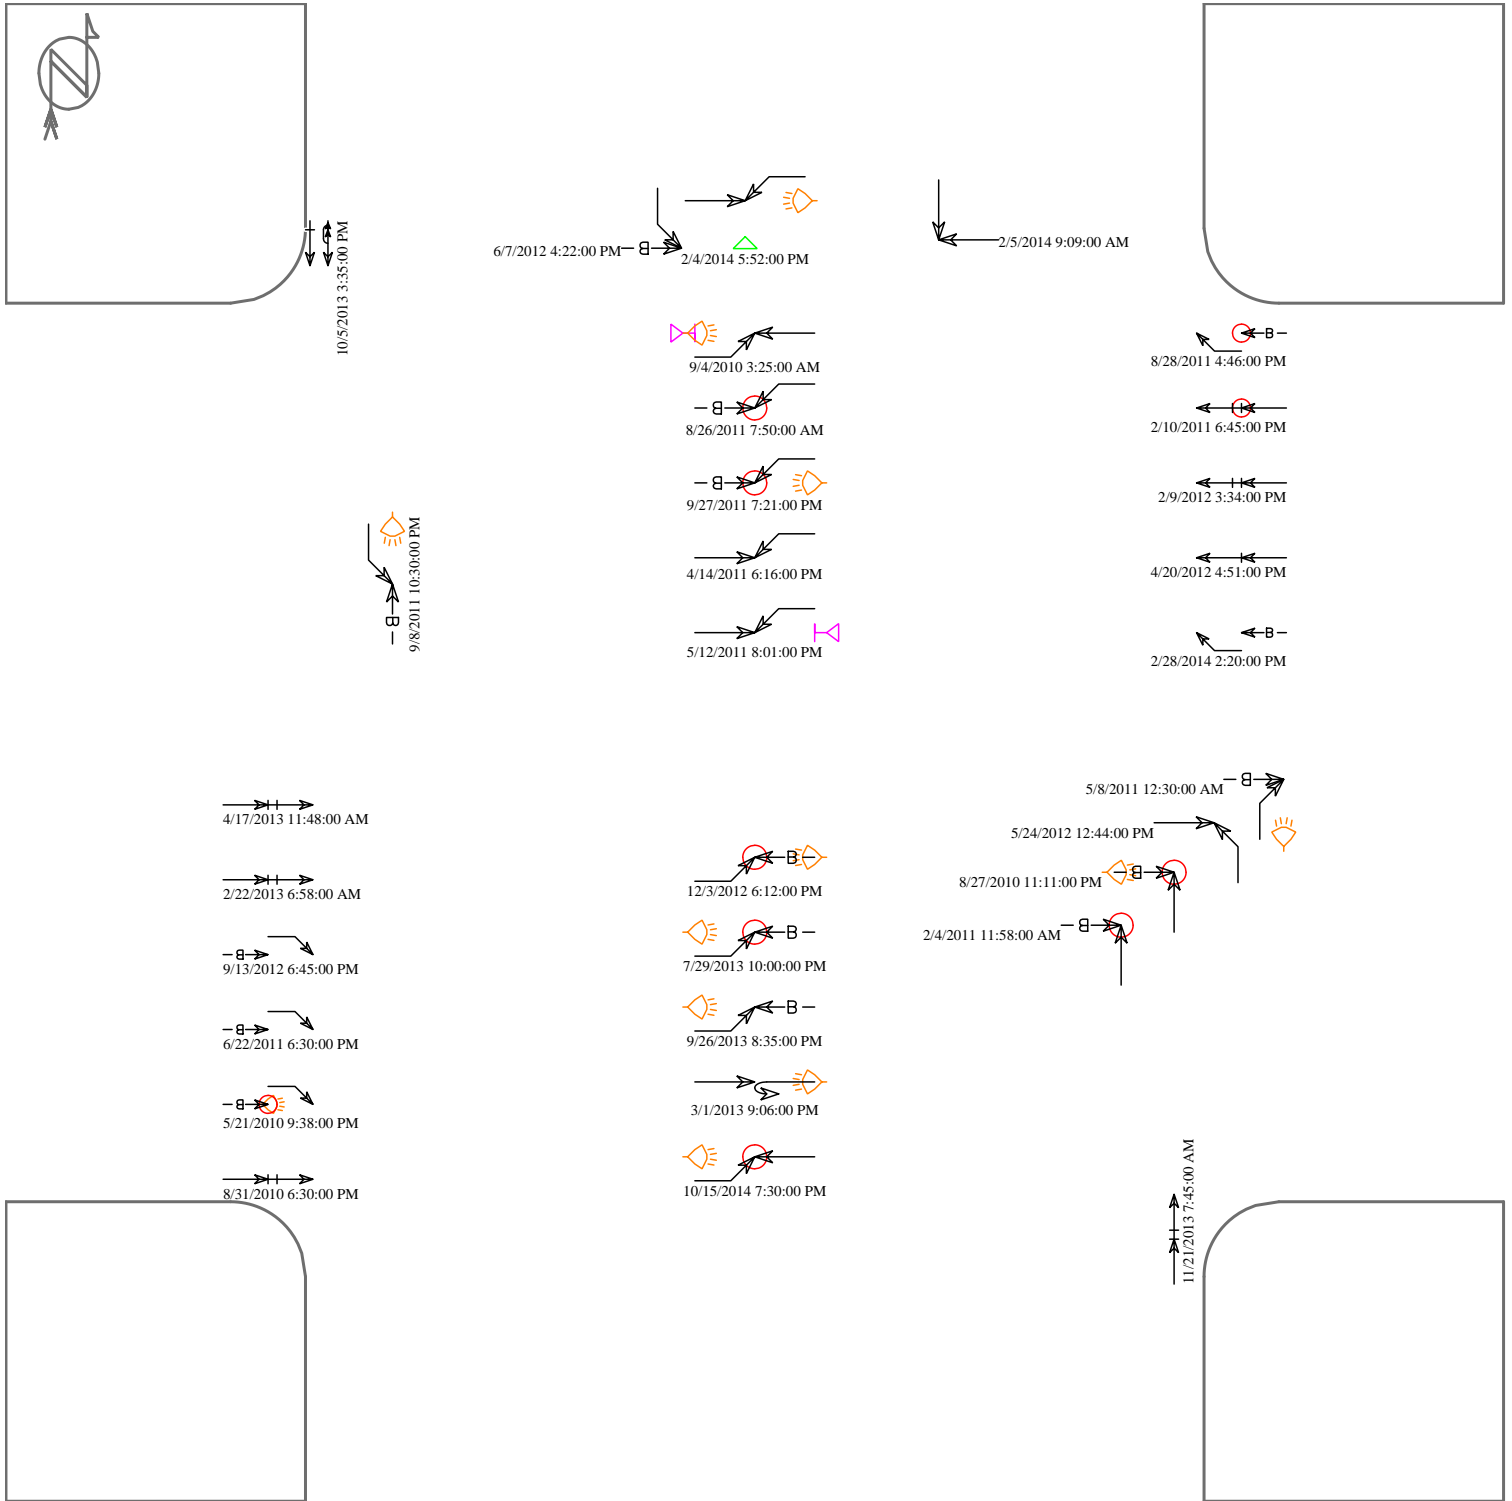 N
10/5/2013 3:35:00 PM
6/7/2012 4:22:00 PM
B
2/4/2014 5:52:00 PM
2/5/2014 9:09:00 AM
9/4/2010 3:25:00 AM
B
8/28/2011 4:46:00 PM
B
8/26/2011 7:50:00 AM
2/10/2011 6:45:00 PM
B
9/27/2011 7:21:00 PM
2/9/2012 3:34:00 PM
9/8/2011 10:30:00 PM
B
4/14/2011 6:16:00 PM
4/20/2012 4:51:00 PM
5/12/2011 8:01:00 PM
B
2/28/2014 2:20:00 PM
B
5/8/2011 12:30:00 AM
4/17/2013 11:48:00 AM
5/24/2012 12:44:00 PM
B
12/3/2012 6:12:00 PM
B
8/27/2010 11:11:00 PM
2/22/2013 6:58:00 AM
B
2/4/2011 11:58:00 AM
B
7/29/2013 10:00:00 PM
B
9/13/2012 6:45:00 PM
B
9/26/2013 8:35:00 PM
B
6/22/2011 6:30:00 PM
3/1/2013 9:06:00 PM
B
5/21/2010 9:38:00 PM
10/15/2014 7:30:00 PM
8/31/2010 6:30:00 PM
11/21/2013 7:45:00 AM